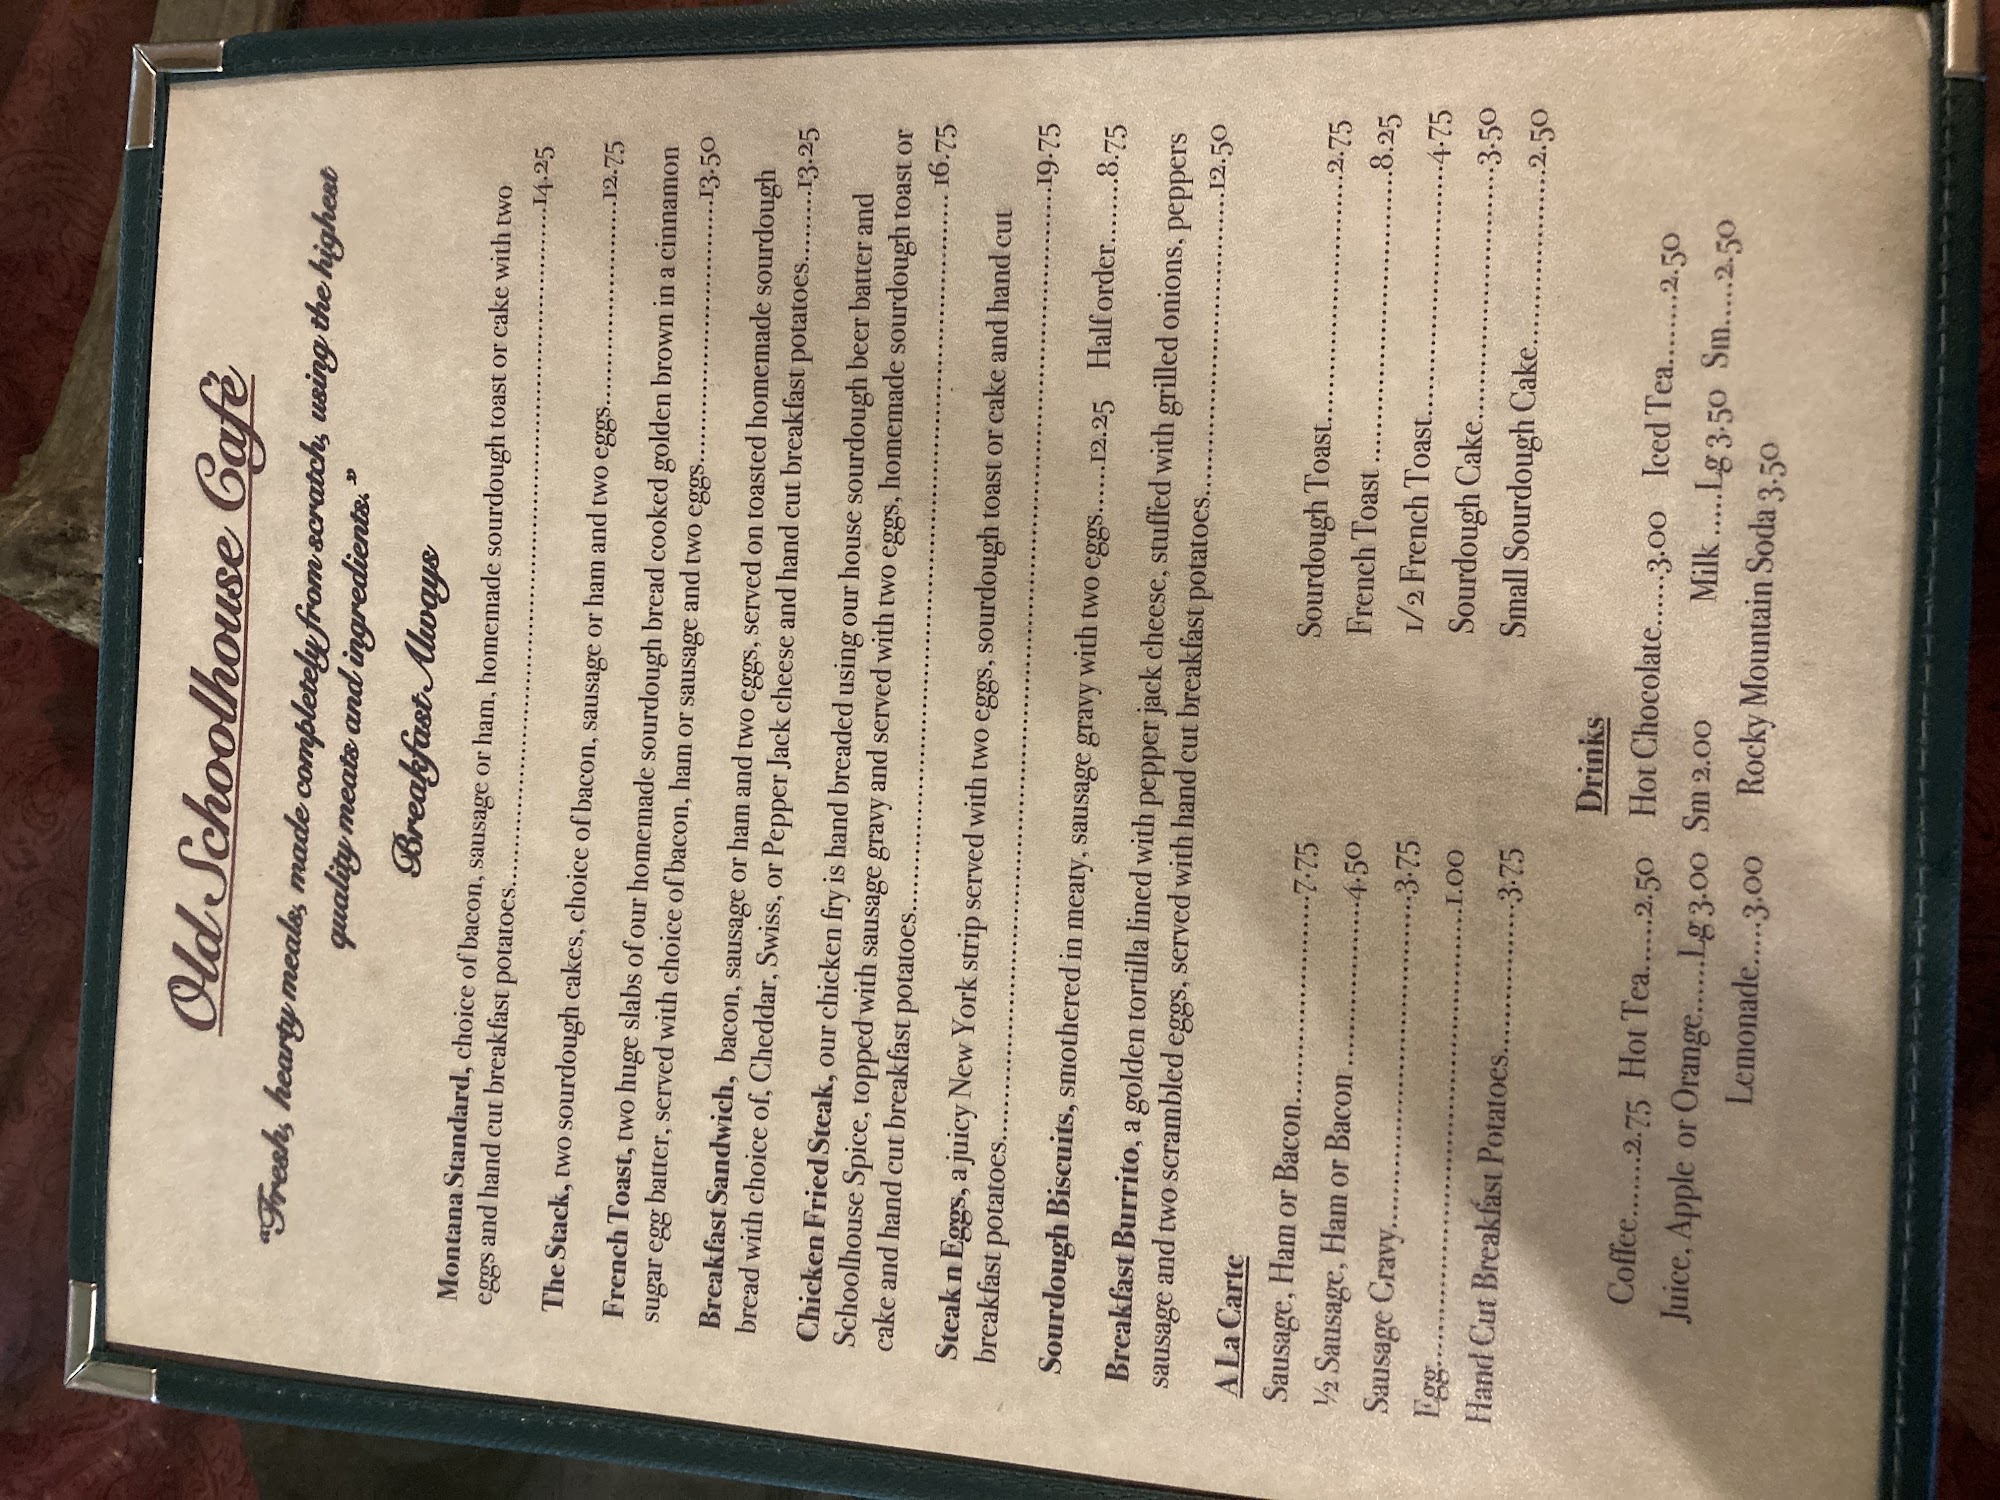 Old Schoolhouse Café
"Fresh, hearty meals, made completely from scratch, using the highest
quality meats and ingredients."
Breakfast Always
Montana Standard, choice of bacon, sausage or ham, homemade sourdough toast or cake with two
eggs and hand cut breakfast potatoes..........14.25
The Stack, two sourdough cakes, choice of bacon, sausage or ham and two eggs..........12.75
French Toast, two huge slabs of our homemade sourdough bread cooked golden brown in a cinnamon
sugar egg batter, served with choice of bacon, ham or sausage and two eggs..........13.50
Breakfast Sandwich, bacon, sausage or ham and two eggs, served on toasted homemade sourdough
bread with choice of, Cheddar, Swiss, or Pepper Jack cheese and hand cut breakfast potatoes.........13.25
Chicken Fried Steak, our chicken fry is hand breaded using our house sourdough beer batter and
Schoolhouse Spice, topped with sausage gravy and served with two eggs, homemade sourdough toast or
cake and hand cut breakfast potatoes..........16.75
Steak n Eggs, a juicy New York strip served with two eggs, sourdough toast or cake and hand cut
breakfast potatoes..........19.75
Sourdough Biscuits, smothered in meaty, sausage gravy with two eggs.......12.25 Half order........8.75
Breakfast Burrito, a golden tortilla lined with pepper jack cheese, stuffed with grilled onions, peppers
sausage and two scrambled eggs, served with hand cut breakfast potatoes..........12.50
A La Carte
Sausage, Ham or Bacon..........7.75 Sourdough Toast..........2.75
½ Sausage, Ham or Bacon ..........4.50 French Toast ..........8.25
Sausage Gravy..........3.75 1/2 French Toast..........4.75
Egg..........1.00 Sourdough Cake..........3.50
Hand Cut Breakfast Potatoes..........3.75 Small Sourdough Cake..........2.50
Drinks
Coffee........2.75 Hot Tea.......2.50 Hot Chocolate......3.00 Iced Tea.......2.50
Juice, Apple or Orange.......Lg 3.00 Sm 2.00 Milk ......Lg 3.50 Sm.....2.50
Lemonade.....3.00 Rocky Mountain Soda 3.50